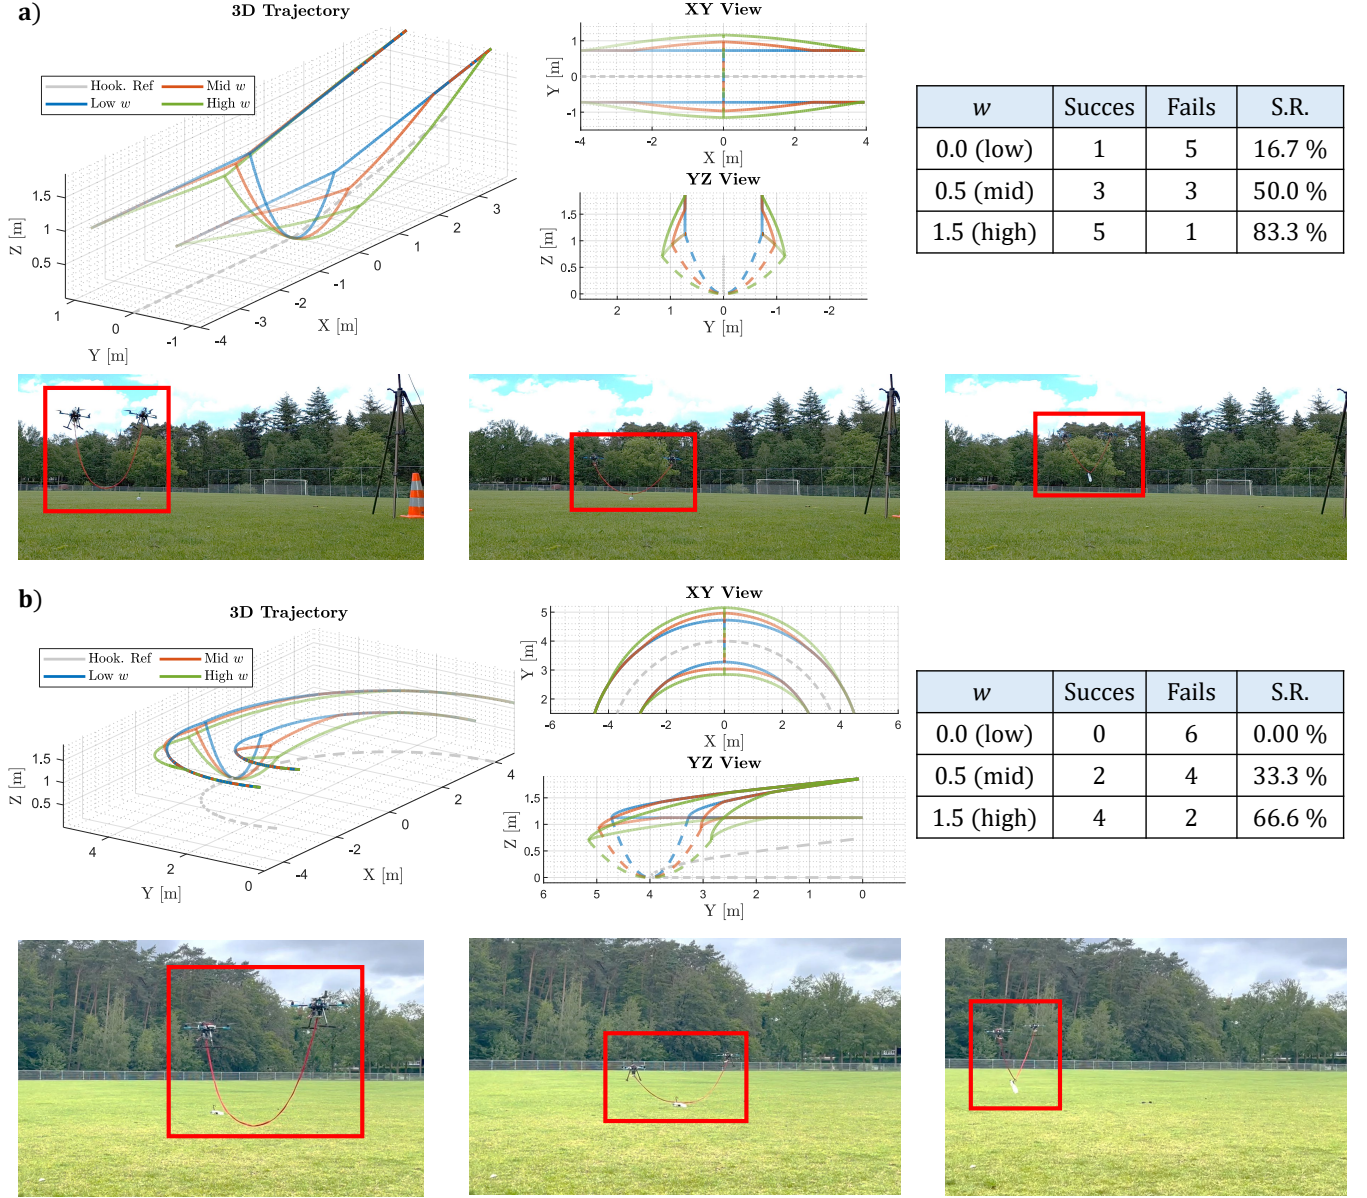 a)
3D Trajectory
Hook. Ref
Mid w
Low w
High w
1.5
1
0.5
Z [m]
1
0
-1
Y [m]
-4
-3
-2
-1
0
1
2
3
X [m]
XY View
1
0
-1
Y [m]
-4
-2
0
2
4
X [m]
YZ View
1.5
1
0.5
0
Z [m]
2
1
0
-1
-2
Y [m]
w Succes Fails S.R.
0.0 (low) 1 5 16.7 %
0.5 (mid) 3 3 50.0 %
1.5 (high) 5 1 83.3 %
b)
3D Trajectory
Hook. Ref
Mid w
Low w
High w
1.5
1
0.5
Z [m]
4
2
0
Y [m]
-4
-2
0
2
4
X [m]
XY View
5
4
3
2
Y [m]
-6
-4
-2
0
2
4
6
X [m]
YZ View
1.5
1
0.5
0
Z [m]
6
5
4
3
2
1
0
Y [m]
w Succes Fails S.R.
0.0 (low) 0 6 0.00 %
0.5 (mid) 2 4 33.3 %
1.5 (high) 4 2 66.6 %